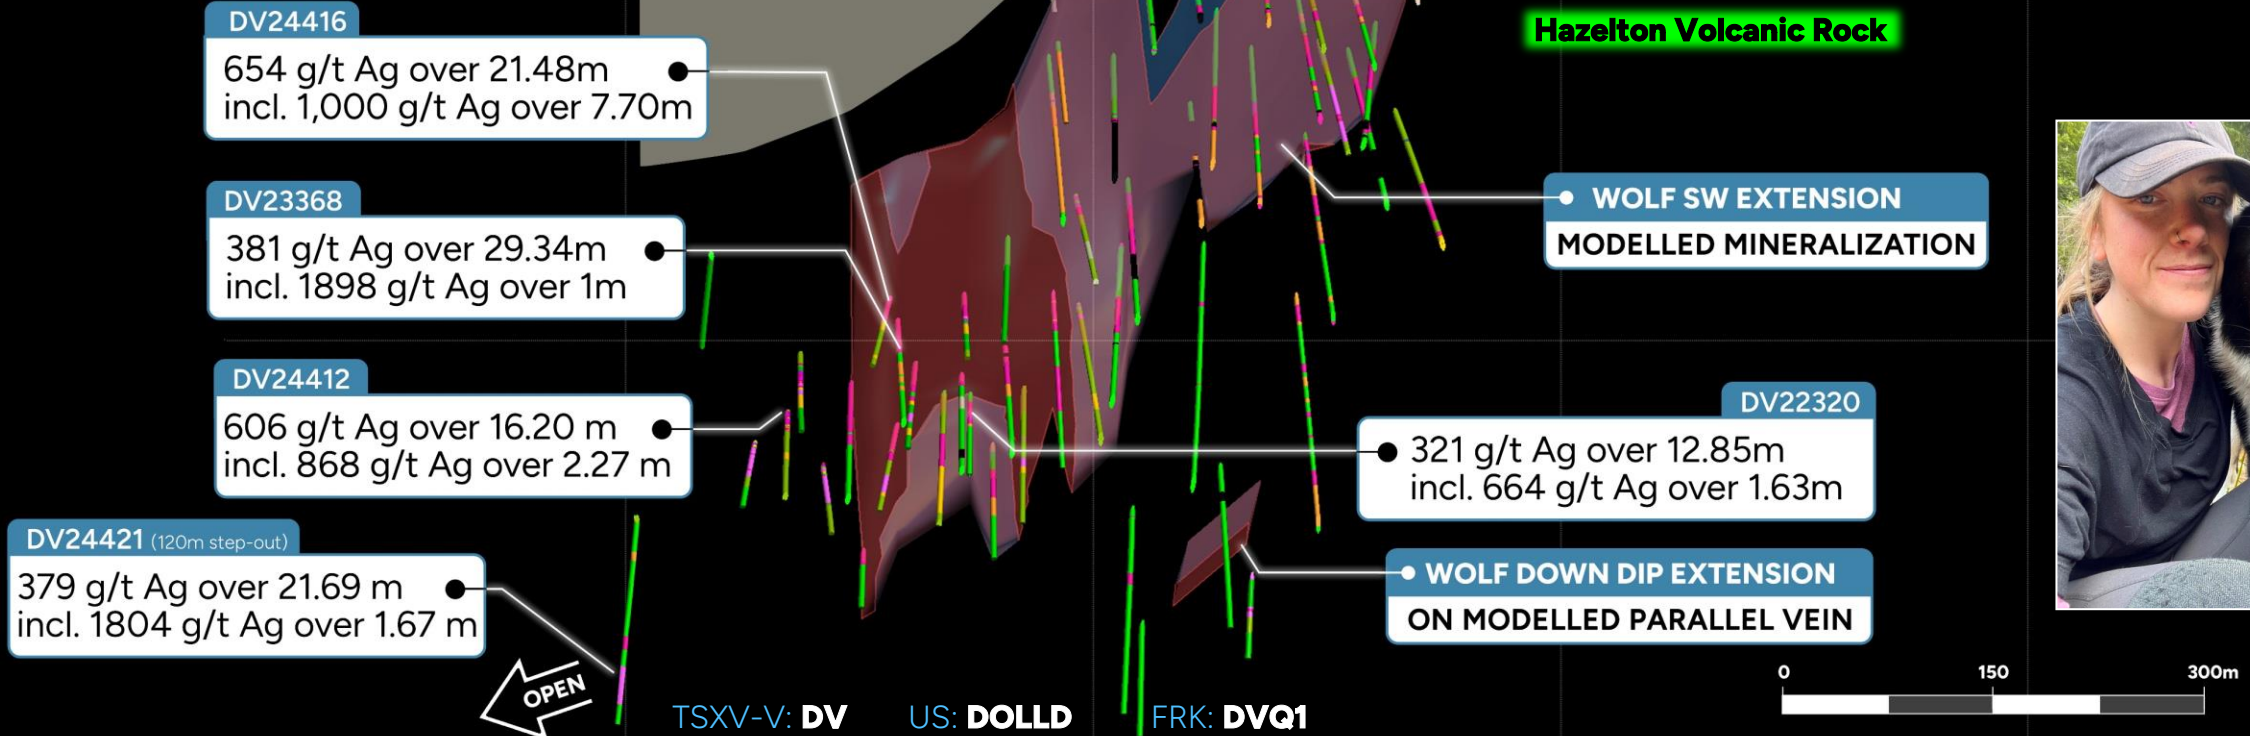 DV24416
654 g/t Ag over 21.48m
incl. 1,000 g/t Ag over 7.70m
Hazelton Volcanic Rock
DV23368
381 g/t Ag over 29.34m
incl. 1898 g/t Ag over 1m
WOLF SW EXTENSION
MODELLED MINERALIZATION
DV24412
606 g/t Ag over 16.20 m
incl. 868 g/t Ag over 2.27 m
DV22320
321 g/t Ag over 12.85m
incl. 664 g/t Ag over 1.63m
DV24421 (120m step-out)
379 g/t Ag over 21.69 m
incl. 1804 g/t Ag over 1.67 m
WOLF DOWN DIP EXTENSION
ON MODELLED PARALLEL VEIN
OPEN
0 150 300m
TSXV-V: DV US: DOLLD FRK: DVQ1